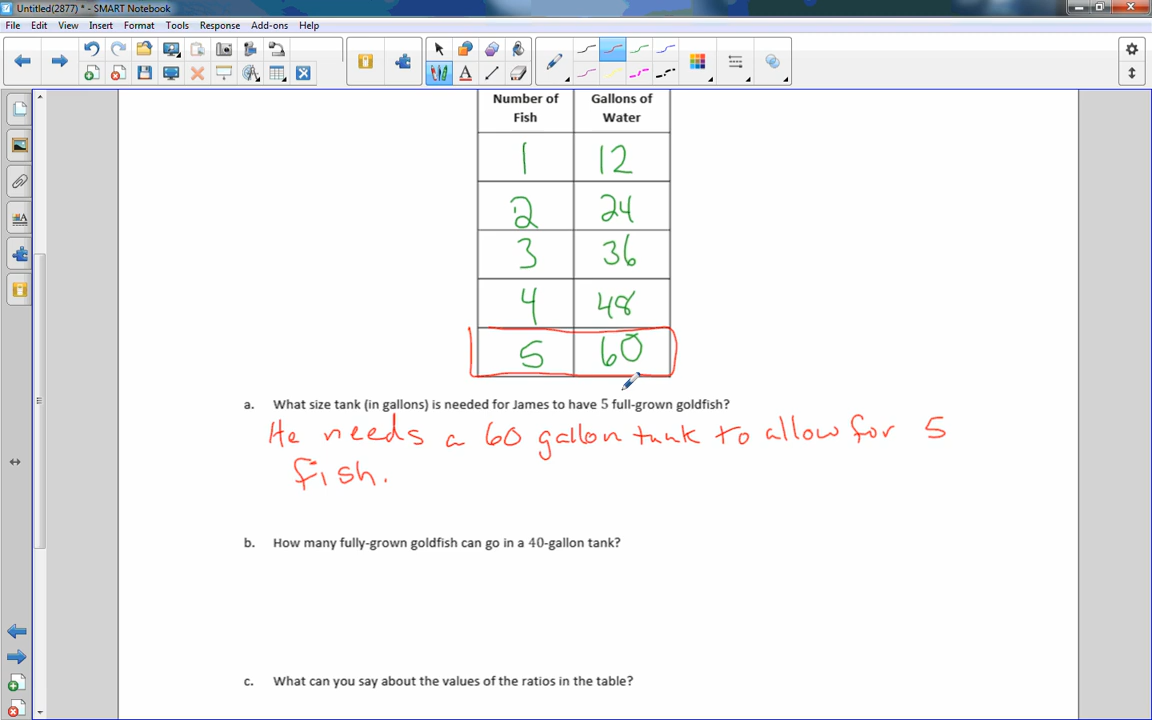 Untitled(2877) * - SMART Notebook
File Edit View Insert Format Tools Response Add-ons Help
Number of Fish Gallons of Water
1 12
2 24
3 36
4 48
5 60
a. What size tank (in gallons) is needed for James to have 5 full-grown goldfish?
He needs a 60 gallon tank to allow for 5
fish.
b. How many fully-grown goldfish can go in a 40-gallon tank?
c. What can you say about the values of the ratios in the table?